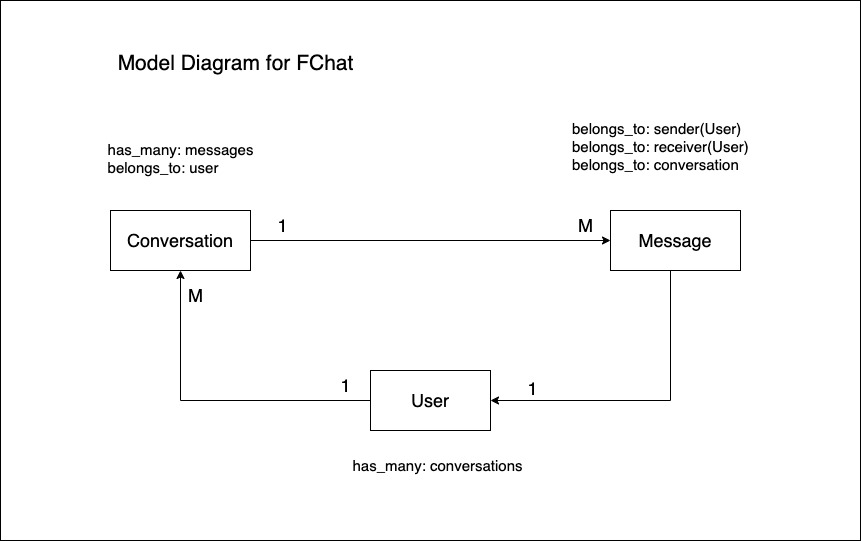 Model Diagram for FChat
has_many: messages
belongs_to: user
belongs_to: sender(User)
belongs_to: receiver(User)
belongs_to: conversation
Conversation
1
M
Message
M
1
User
1
has_many: conversations